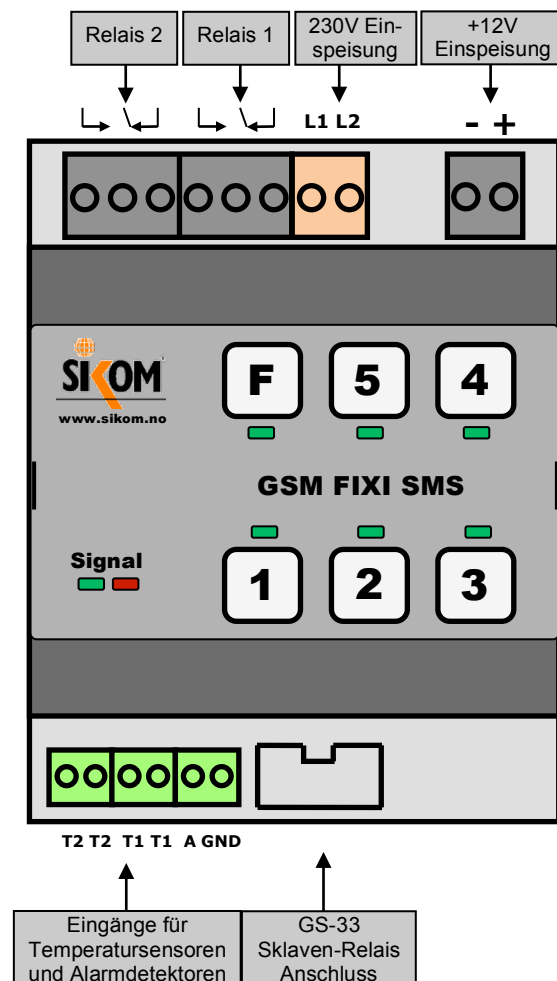 Relais 2
Relais 1
230V Ein-
speisung
+12V
Einspeisung
L1 L2
- +
SIKOM
www.sikom.no
F
5
4
GSM FIXI SMS
Signal
1
2
3
T2 T2 T1 T1 A GND
Eingänge für
Temperatursensoren
und Alarmdetektoren
GS-33
Sklaven-Relais
Anschluss